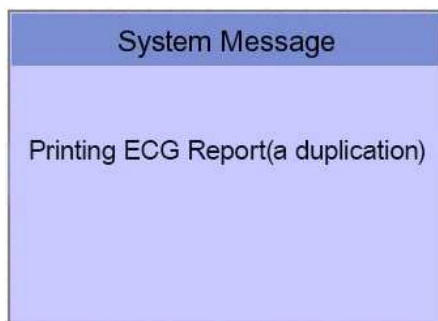 System Message
Printing ECG Report(a duplication)